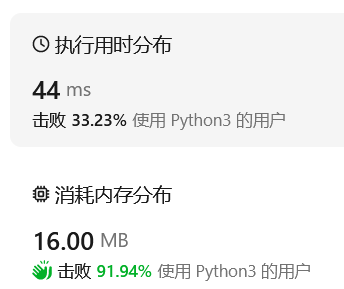 执行用时分布
44 ms
击败 33.23% 使用 Python3 的用户
消耗内存分布
16.00 MB
击败 91.94% 使用 Python3 的用户